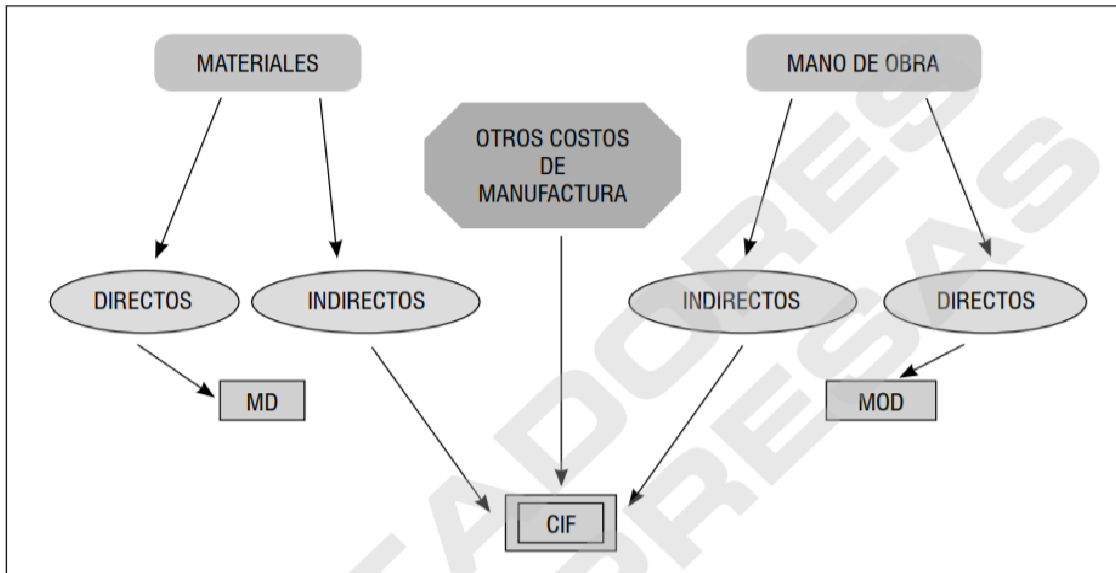 MATERIALES
MANO DE OBRA
OTROS COSTOS
DE
MANUFACTURA
DIRECTOS
INDIRECTOS
INDIRECTOS
DIRECTOS
MD
MOD
CIF